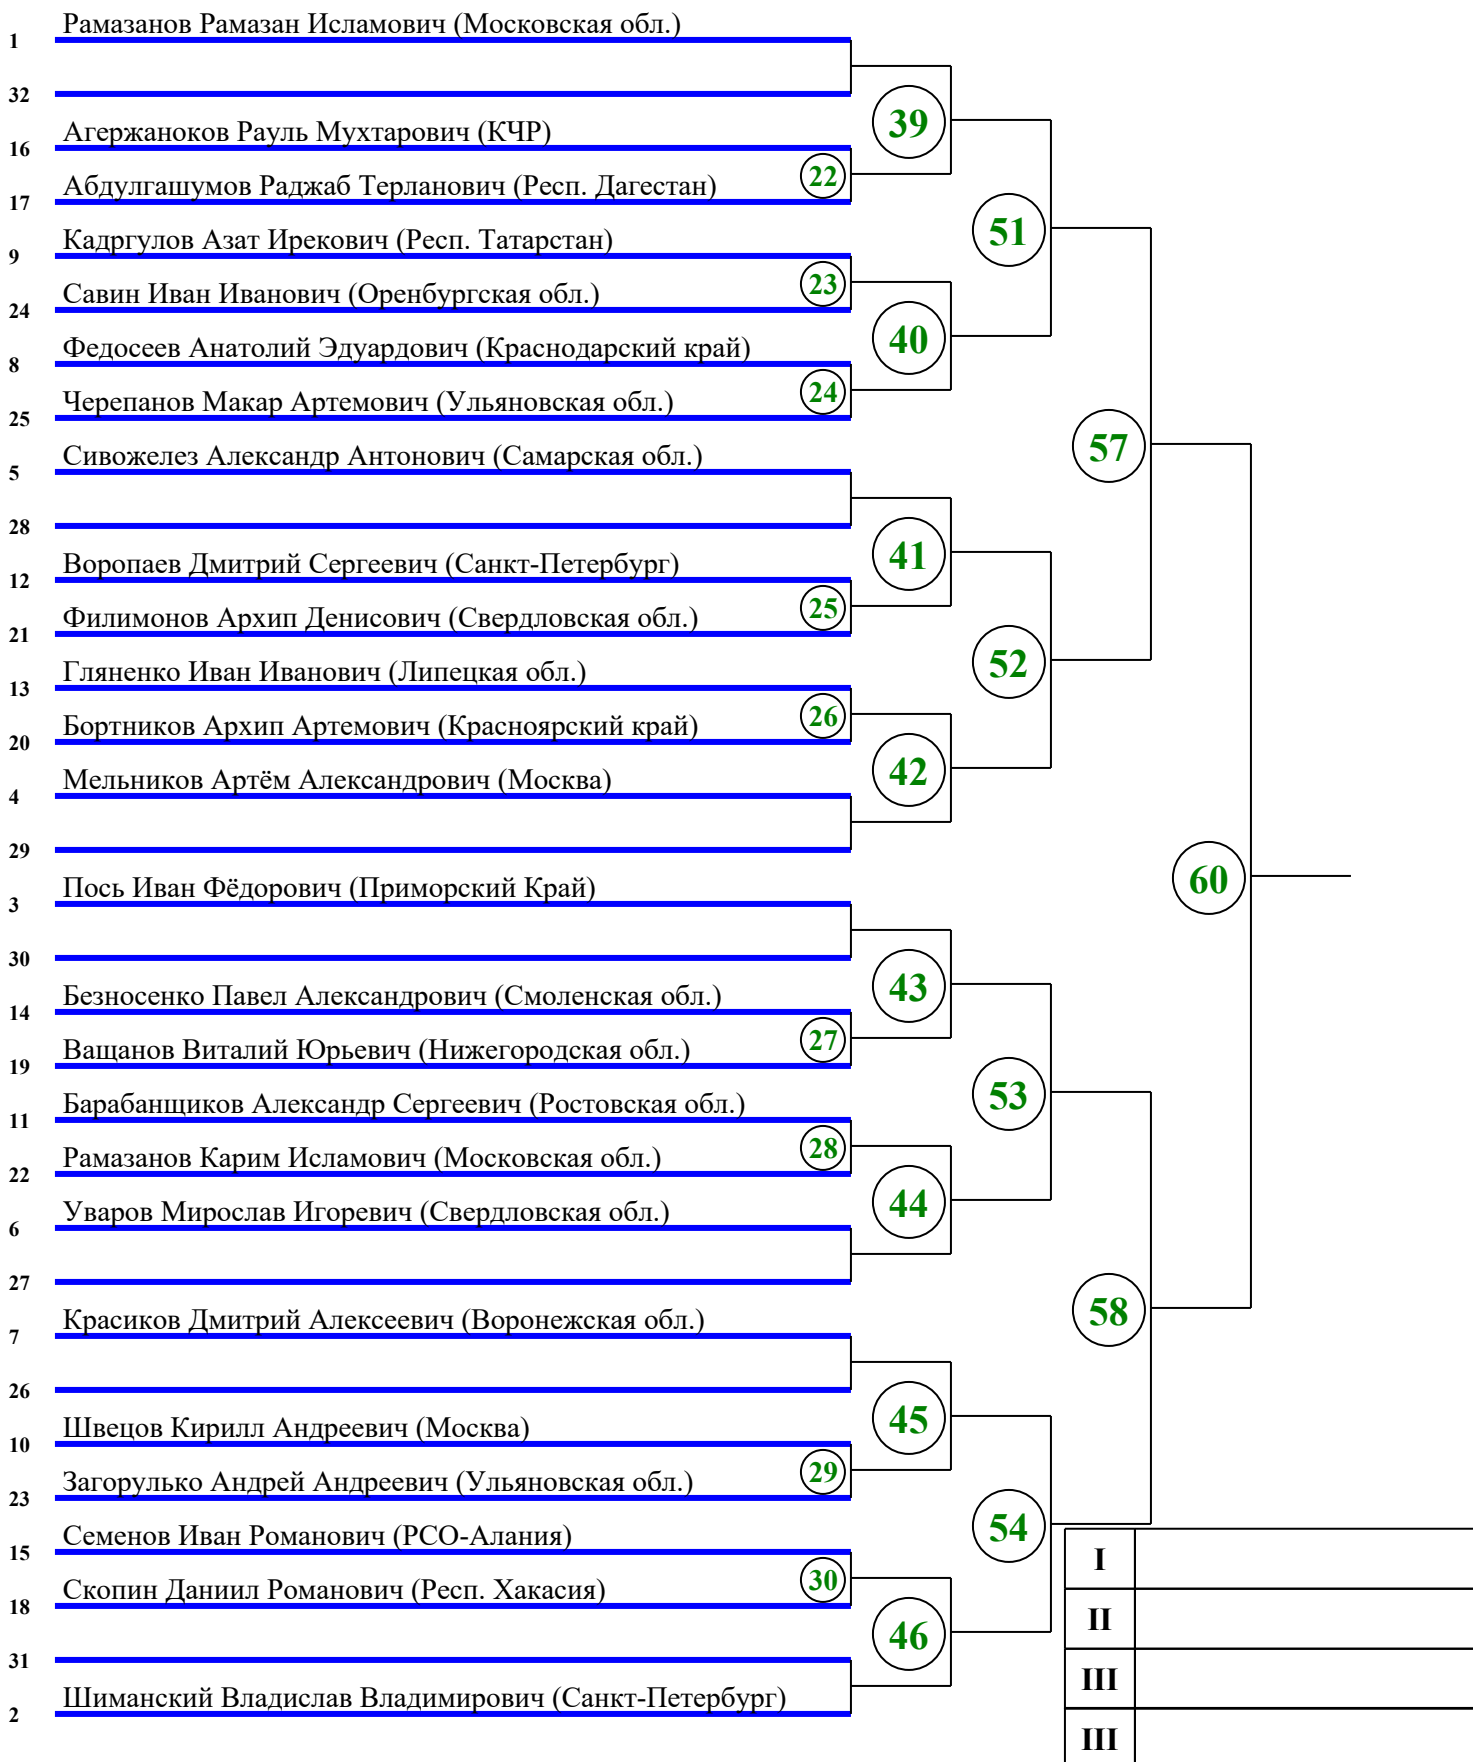 Рамазанов Рамазан Исламович (Московская обл.)
1
32
39
Агержаноков Рауль Мухтарович (КЧР)
16
22
Абдулгашумов Раджаб Терланович (Респ. Дагестан)
17
51
Кадргулов Азат Ирекович (Респ. Татарстан)
9
23
Савин Иван Иванович (Оренбургская обл.)
24
40
Федосеев Анатолий Эдуардович (Краснодарский край)
8
24
Черепанов Макар Артемович (Ульяновская обл.)
25
57
Сивожелез Александр Антонович (Самарская обл.)
5
28
41
Воропаев Дмитрий Сергеевич (Санкт-Петербург)
12
25
Филимонов Архип Денисович (Свердловская обл.)
21
52
Гляненко Иван Иванович (Липецкая обл.)
13
26
Бортников Архип Артемович (Красноярский край)
20
42
Мельников Артём Александрович (Москва)
4
29
60
Пось Иван Фёдорович (Приморский Край)
3
30
43
Безносенко Павел Александрович (Смоленская обл.)
14
27
Ващанов Виталий Юрьевич (Нижегородская обл.)
19
53
Барабанщиков Александр Сергеевич (Ростовская обл.)
11
28
Рамазанов Карим Исламович (Московская обл.)
22
44
Уваров Мирослав Игоревич (Свердловская обл.)
6
27
58
Красиков Дмитрий Алексеевич (Воронежская обл.)
7
26
45
Швецов Кирилл Андреевич (Москва)
10
29
Загорулько Андрей Андреевич (Ульяновская обл.)
23
54
Семенов Иван Романович (РСО-Алания)
15
I
30
Скопин Даниил Романович (Респ. Хакасия)
18
II
46
31
III
Шиманский Владислав Владимирович (Санкт-Петербург)
2
III